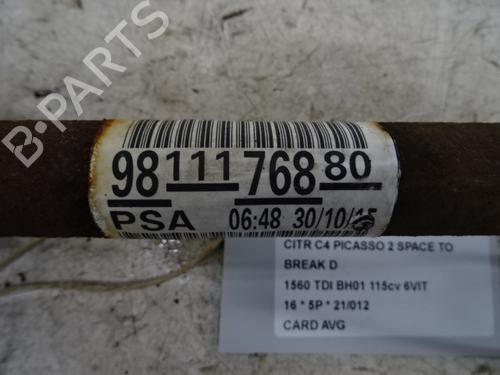 B-PARTS
98 111 768 80
PSA 06:48 30/10/15
CITR C4 PICASSO 2 SPACE TO
BREAK D
1560 TDI BH01 115cv 6VIT
16 * 5P * 21/012
CARD AVG